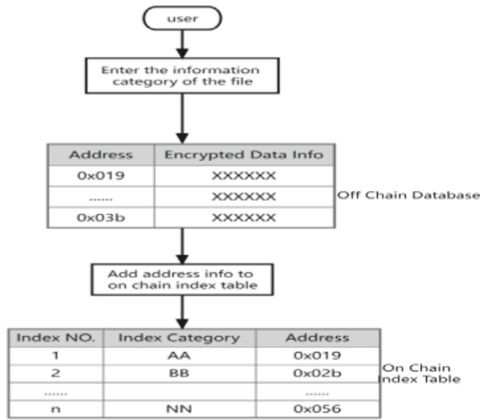 user
Enter the information
category of the file
Address Encrypted Data Info
0x019 XXXXXX
...... XXXXXX
0x03b XXXXXX
Off Chain Database
Add address info to
on chain index table
Index NO. Index Category Address
1 AA 0x019
2 BB 0x02b
...... ......
n NN 0x056
On Chain
Index Table